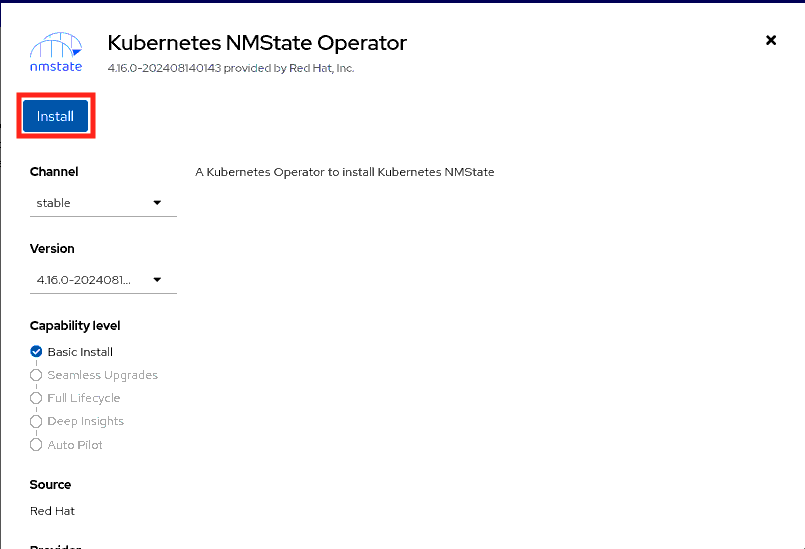 Kubernetes NMState Operator
nmstate
4.16.0-202408140143 provided by Red Hat, Inc.
Install
Channel
A Kubernetes Operator to install Kubernetes NMState
stable
Version
4.16.0-2024081...
Capability level
Basic Install
Seamless Upgrades
Full Lifecycle
Deep Insights
Auto Pilot
Source
Red Hat
Provider